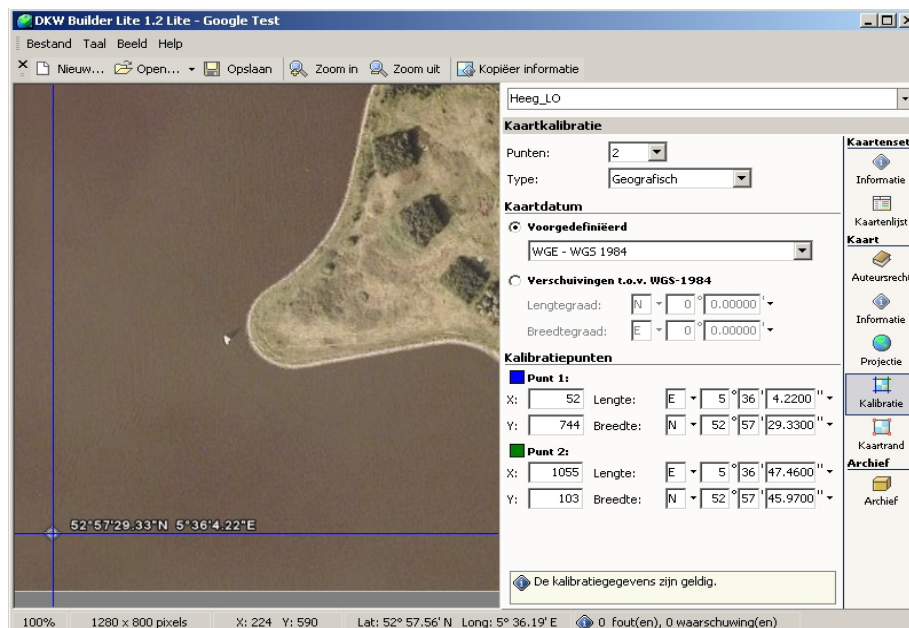 DKW Builder Lite 1.2 Lite - Google Test
Bestand Taal Beeld Help
Nieuw... Open... Opslaan Zoom in Zoom uit Kopiëer informatie
Heeg_LO
Kaartkalibratie
Punten: 2
Type: Geografisch
Kaartdatum
Voorgedefiniëerd
WGE - WGS 1984
Verschuivingen t.o.v. WGS-1984
Lengtegraad: N 0 ° 0.00000 '
Breedtegraad: E 0 ° 0.00000 '
Kalibratiepunten
Punt 1:
X: 52 Lengte: E 5 ° 36 ' 4.2200 "
Y: 744 Breedte: N 52 ° 57 ' 29.3300 "
Punt 2:
X: 1055 Lengte: E 5 ° 36 ' 47.4600 "
Y: 103 Breedte: N 52 ° 57 ' 45.9700 "
De kalibratiegegevens zijn geldig.
Kaartenset
Informatie
Kaartenlijst
Kaart
Auteursrecht
Informatie
Projectie
Kalibratie
Kaartrand
Archief
Archief
52°57'29.33"N 5°36'4.22"E
100% 1280 x 800 pixels X: 224 Y: 590 Lat: 52° 57.56' N Long: 5° 36.19' E 0 fout(en), 0 waarschuwing(en)